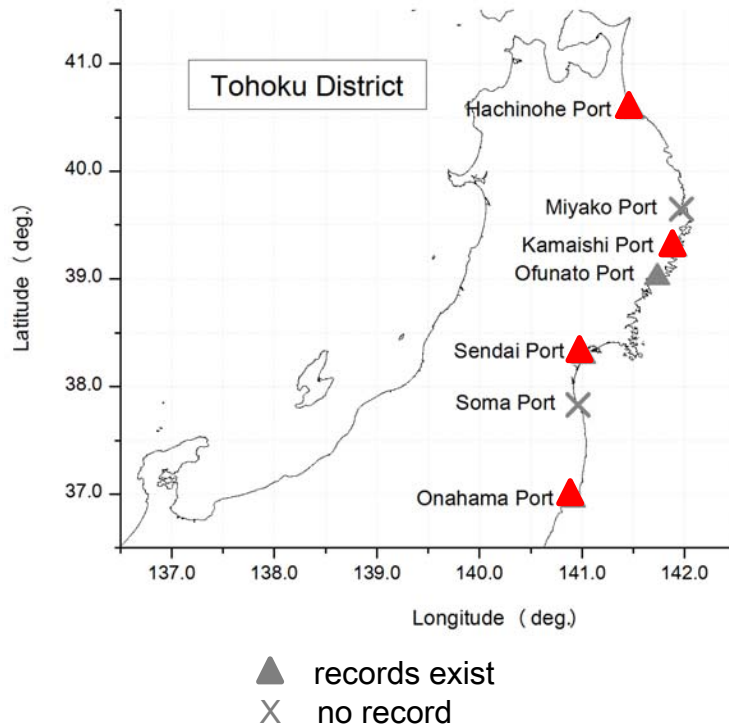 Tohoku District
41.0
40.0
39.0
38.0
37.0
Latitude ( deg.)
Hachinohe Port
Miyako Port
Kamaishi Port
Ofunato Port
Sendai Port
Soma Port
Onahama Port
137.0 138.0 139.0 140.0 141.0 142.0
Longitude ( deg.)
records exist
X no record